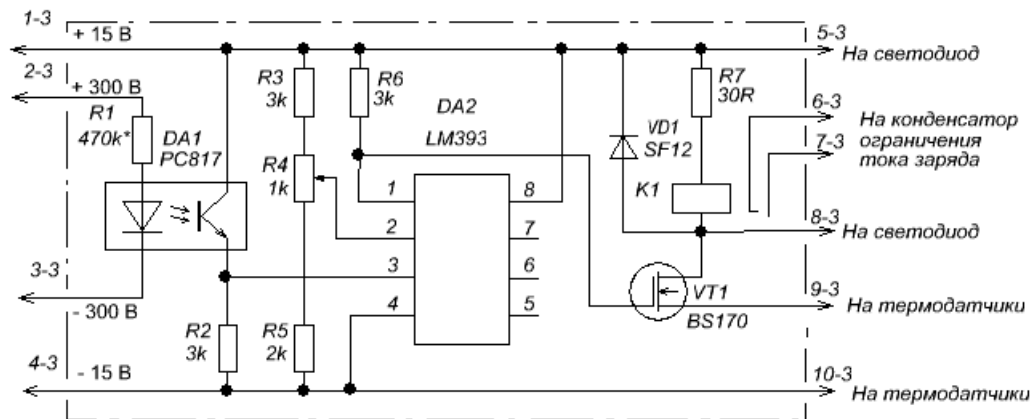 1-3
+ 15 В
5-3
На светодиод
2-3
+ 300 В
R1
470k*
DA1
PC817
R3
3k
R6
3k
DA2
LM393
VD1
SF12
R7
30R
6-3
На конденсатор
ограничения
тока заряда
7-3
R4
1k
K1
1
2
3
4
8
7
6
5
8-3
На светодиод
3-3
- 300 В
VT1
BS170
9-3
На термодатчики
R2
3k
R5
2k
4-3
- 15 В
10-3
На термодатчики